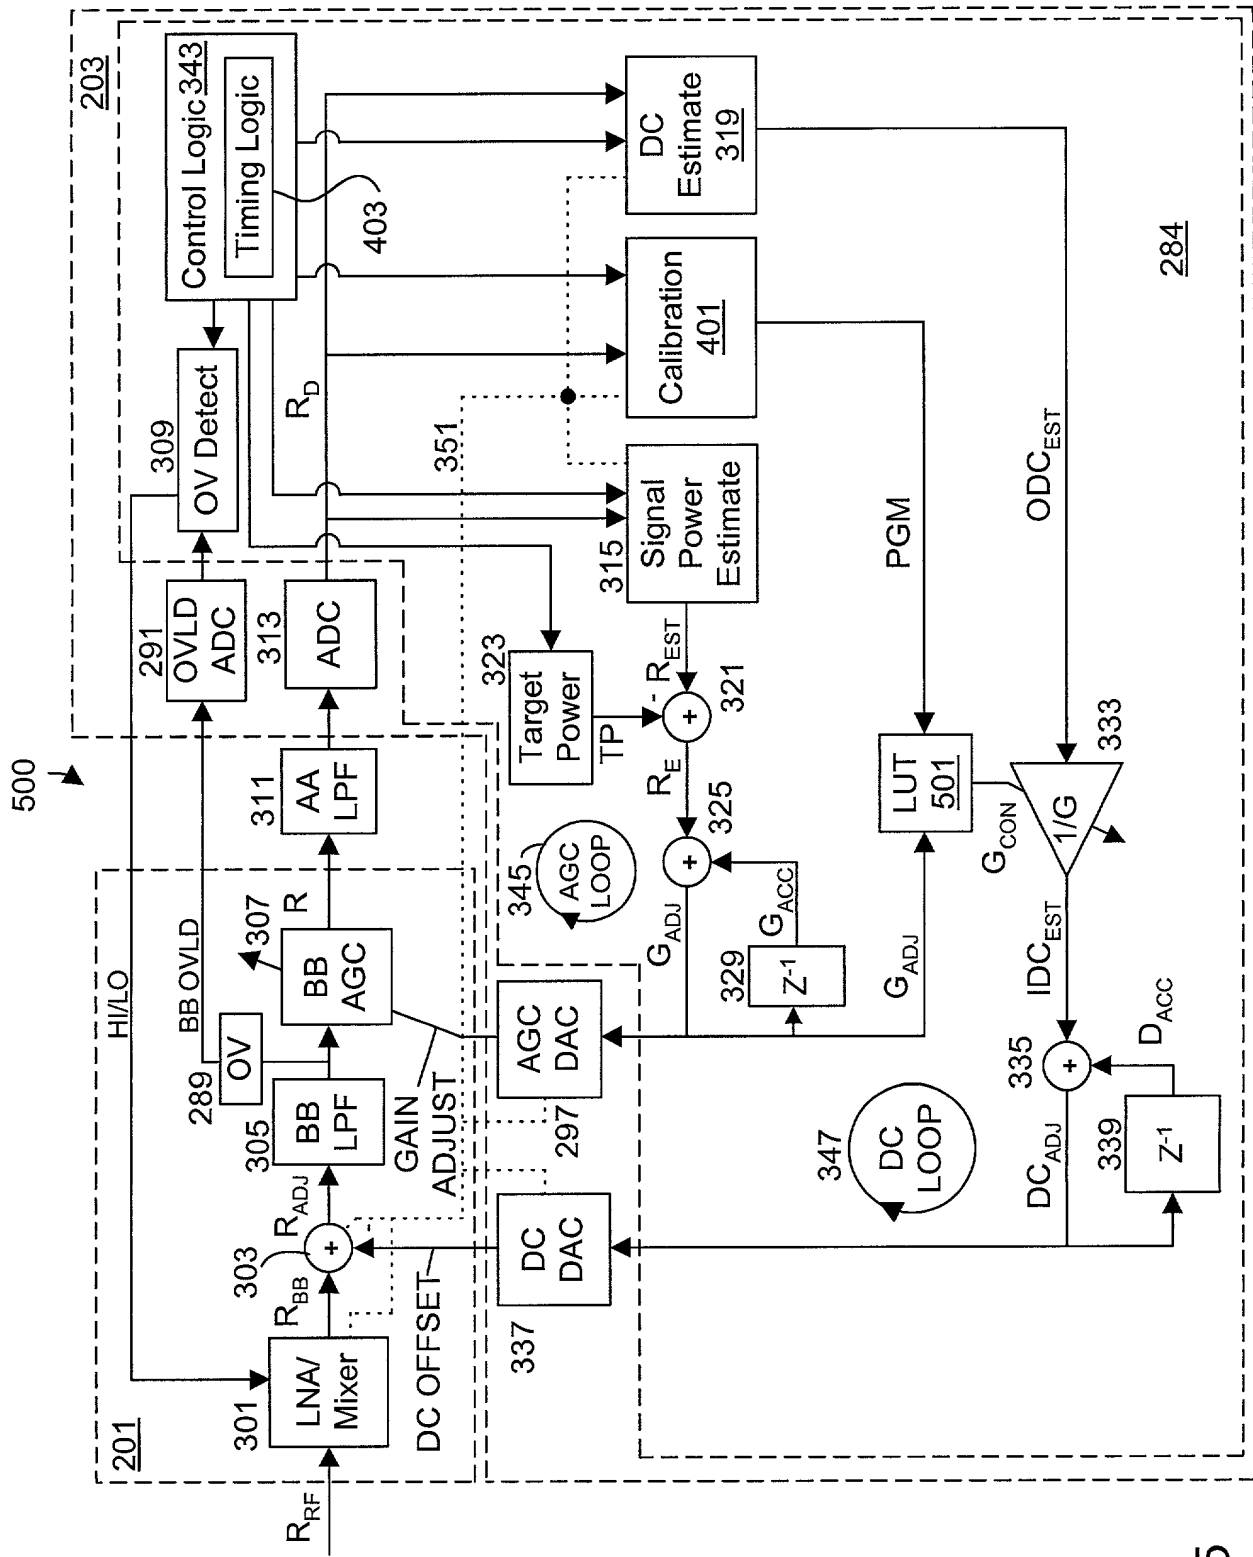 500
203
Control Logic 343
Timing Logic
403
309
OV Detect
291
OVLD
ADC
HI/LO
BB OVLD
289
OV
R_D
313
ADC
311
AA
LPF
R
307
BB
AGC
305
BB
LPF
R_ADJ
303
R_BB
301
LNA/
Mixer
201
R_RF
DC OFFSET
GAIN
ADJUST
351
337
DC
DAC
297
AGC
DAC
345
AGC
LOOP
323
Target
Power
TP
-
R_EST
321
+
R_E
325
+
G_ADJ
G_ACC
329
Z-1
G_ADJ
315
Signal
Power
Estimate
Calibration
401
DC
Estimate
319
PGM
ODC_EST
LUT
501
G_CON
333
1/G
IDC_EST
335
+
D_ACC
339
Z-1
DC_ADJ
347
DC
LOOP
284
+
-
5